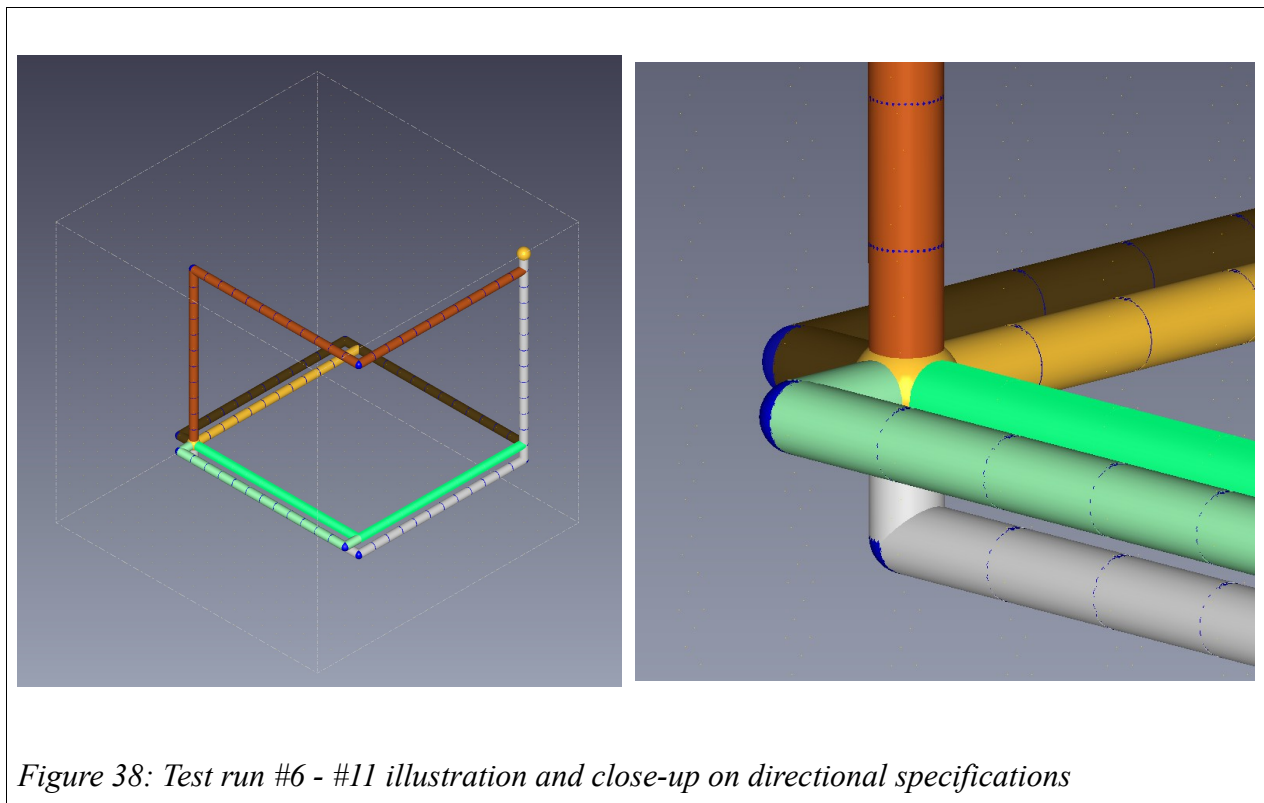 Figure 38: Test run #6 - #11 illustration and close-up on directional specifications